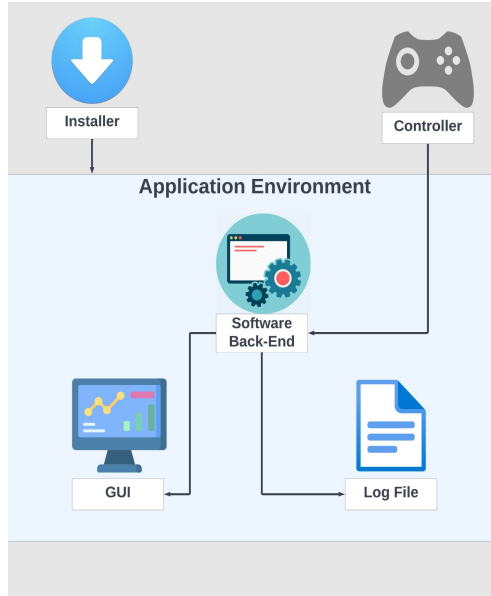 Installer
Controller
Application Environment
Software
Back-End
GUI
Log File